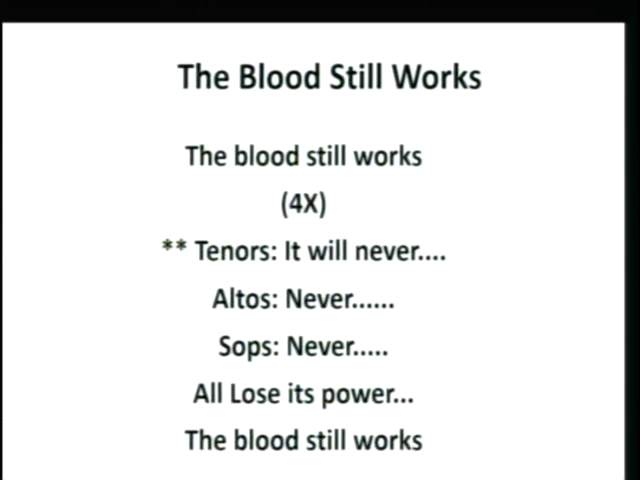 The Blood Still Works
The blood still works
(4X)
** Tenors: It will never....
Altos: Never......
Sops: Never.....
All Lose its power...
The blood still works